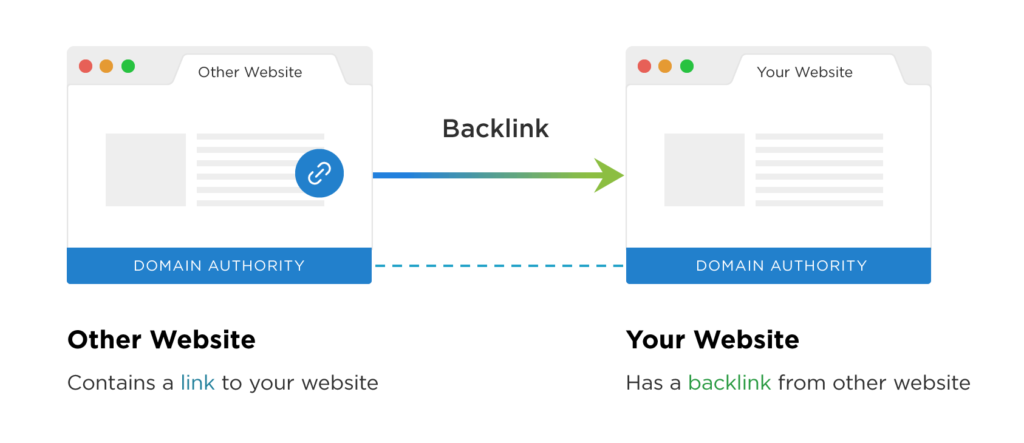 Other Website
Your Website
Backlink
DOMAIN AUTHORITY
DOMAIN AUTHORITY
Other Website
Your Website
Contains a link to your website
Has a backlink from other website